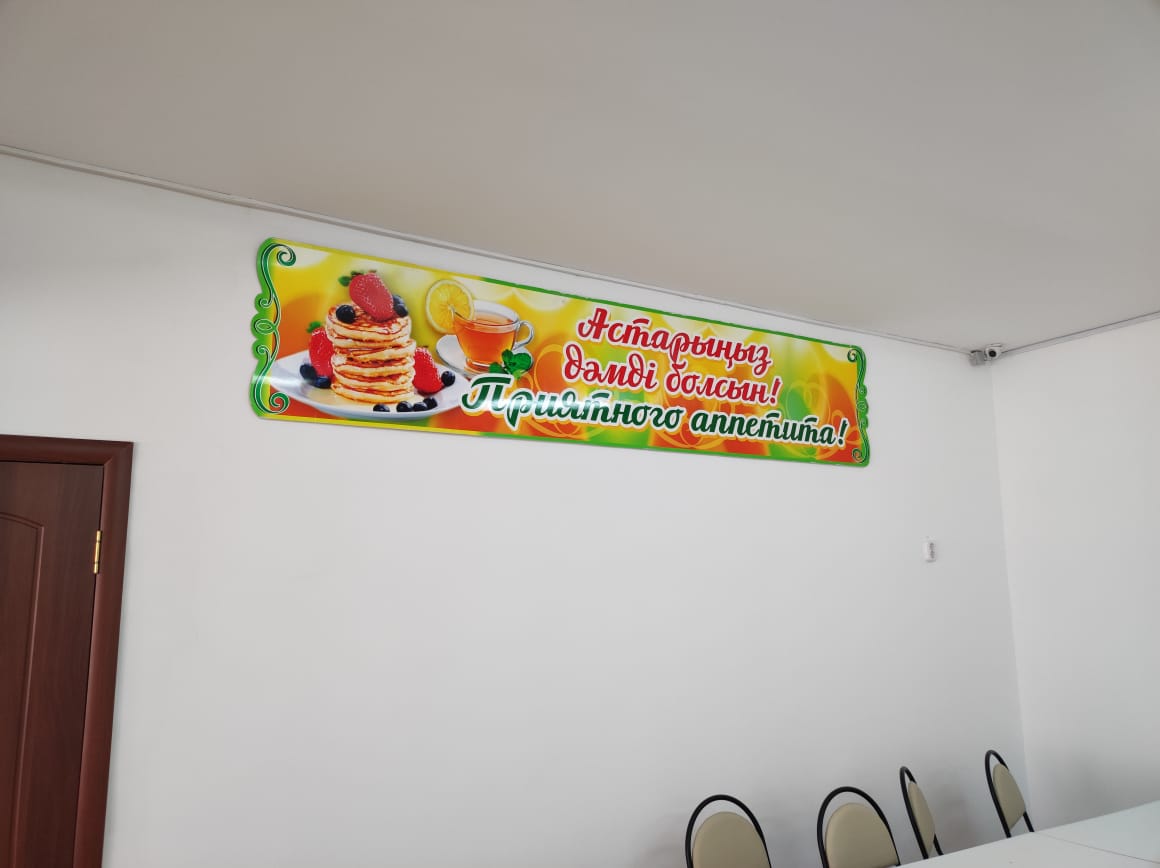 Астарыңыз
дәмді болсын!
Приятного аппетита!